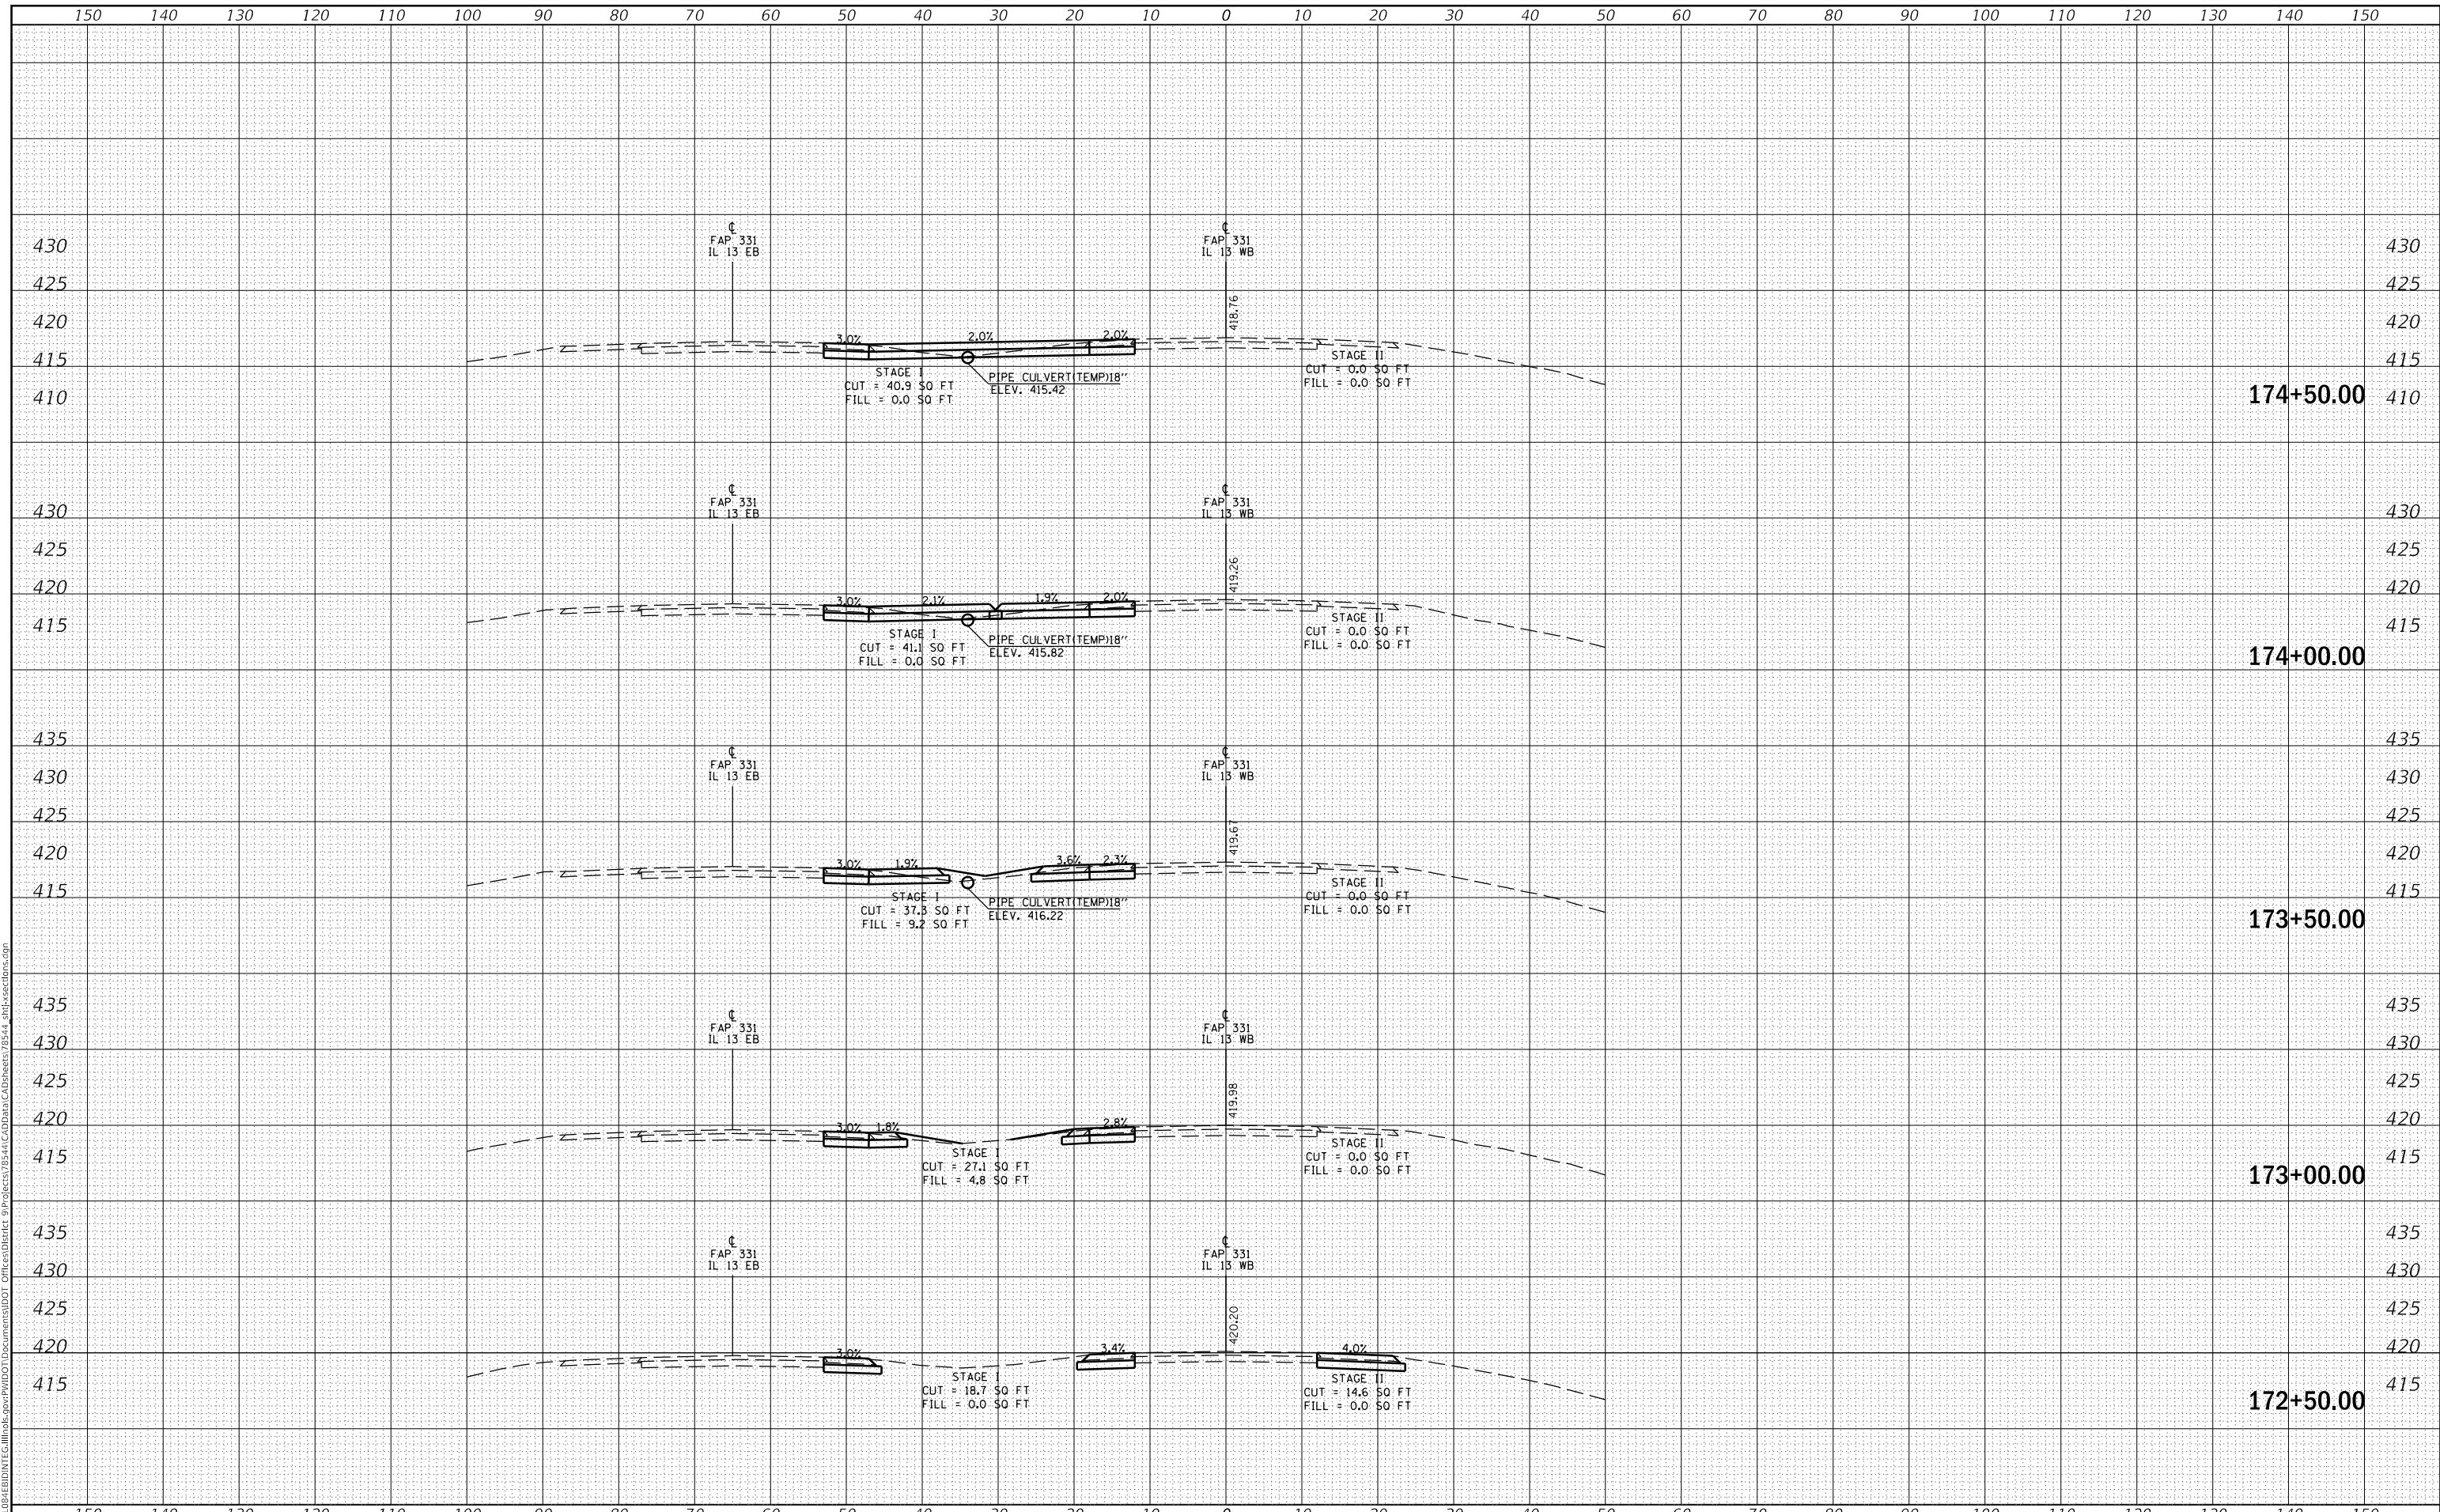 150 140 130 120 110 100 90 80 70 60 50 40 30 20 10 0 10 20 30 40 50 60 70 80 90 100 110 120 130 140 150
℄ ℄
FAP 331 FAP 331
IL 13 EB IL 13 WB
430 430
425 425
418.76
420 420
3.0% 2.0% 2.0%
415 415
STAGE I
CUT = 40.9 SQ FT
FILL = 0.0 SQ FT
PIPE CULVERT(TEMP)18''
ELEV. 415.42
STAGE II
CUT = 0.0 SQ FT
FILL = 0.0 SQ FT
410 174+50.00 410
℄ ℄
FAP 331 FAP 331
IL 13 EB IL 13 WB
430 430
425 425
419.26
420 420
3.0% 2.1% 1.9% 2.0%
415 415
STAGE I
CUT = 41.1 SQ FT
FILL = 0.0 SQ FT
PIPE CULVERT(TEMP)18''
ELEV. 415.82
STAGE II
CUT = 0.0 SQ FT
FILL = 0.0 SQ FT
174+00.00
435 435
℄ ℄
FAP 331 FAP 331
IL 13 EB IL 13 WB
430 430
425 425
419.67
420 420
3.0% 1.9% 3.6% 2.3%
415 415
STAGE I
CUT = 37.3 SQ FT
FILL = 9.2 SQ FT
PIPE CULVERT(TEMP)18''
ELEV. 416.22
STAGE II
CUT = 0.0 SQ FT
FILL = 0.0 SQ FT
173+50.00
435 435
℄ ℄
FAP 331 FAP 331
IL 13 EB IL 13 WB
430 430
425 425
419.98
420 420
3.0% 1.8% 2.8%
415 415
STAGE I
CUT = 27.1 SQ FT
FILL = 4.8 SQ FT
STAGE II
CUT = 0.0 SQ FT
FILL = 0.0 SQ FT
173+00.00
435 435
℄ ℄
FAP 331 FAP 331
IL 13 EB IL 13 WB
430 430
425 425
420.20
420 420
3.0% 3.4% 4.0%
415 415
STAGE I
CUT = 18.7 SQ FT
FILL = 0.0 SQ FT
STAGE II
CUT = 14.6 SQ FT
FILL = 0.0 SQ FT
172+50.00